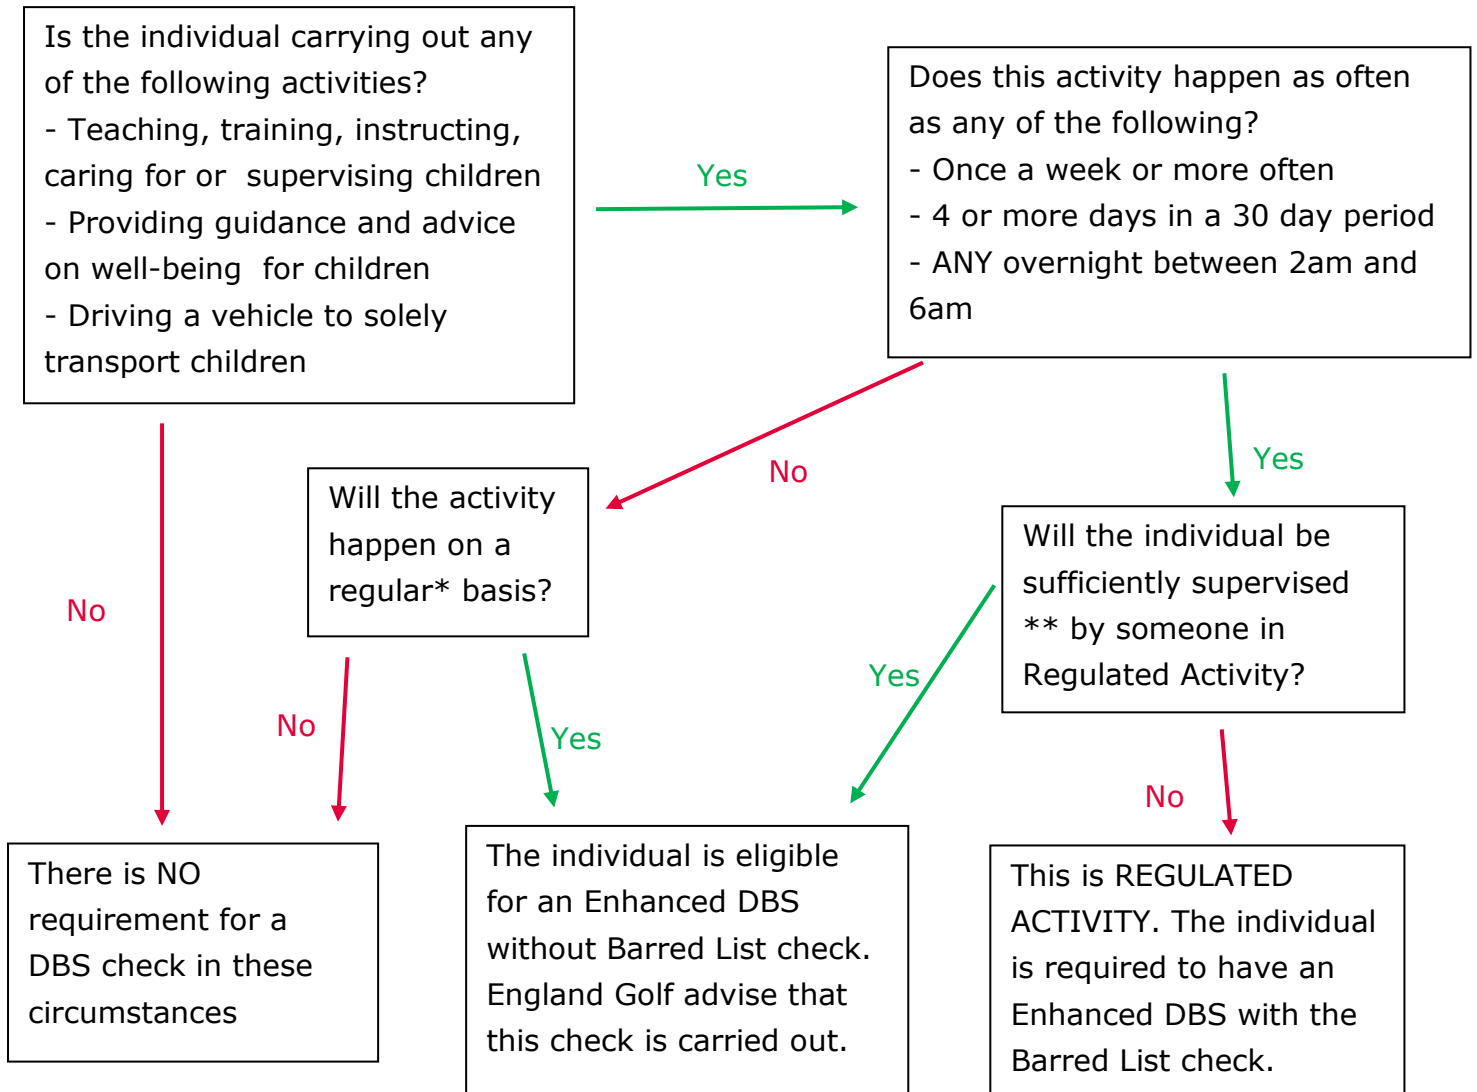 Is the individual carrying out any
of the following activities?
- Teaching, training, instructing,
caring for or  supervising children
- Providing guidance and advice
on well-being  for children
- Driving a vehicle to solely
transport children
Yes
Does this activity happen as often
as any of the following?
- Once a week or more often
- 4 or more days in a 30 day period
- ANY overnight between 2am and
6am
No
Yes
No
Will the activity
happen on a
regular* basis?
Will the individual be
sufficiently supervised
** by someone in
Regulated Activity?
No
Yes
Yes
No
There is NO
requirement for a
DBS check in these
circumstances
The individual is eligible
for an Enhanced DBS
without Barred List check.
England Golf advise that
this check is carried out.
This is REGULATED
ACTIVITY. The individual
is required to have an
Enhanced DBS with the
Barred List check.